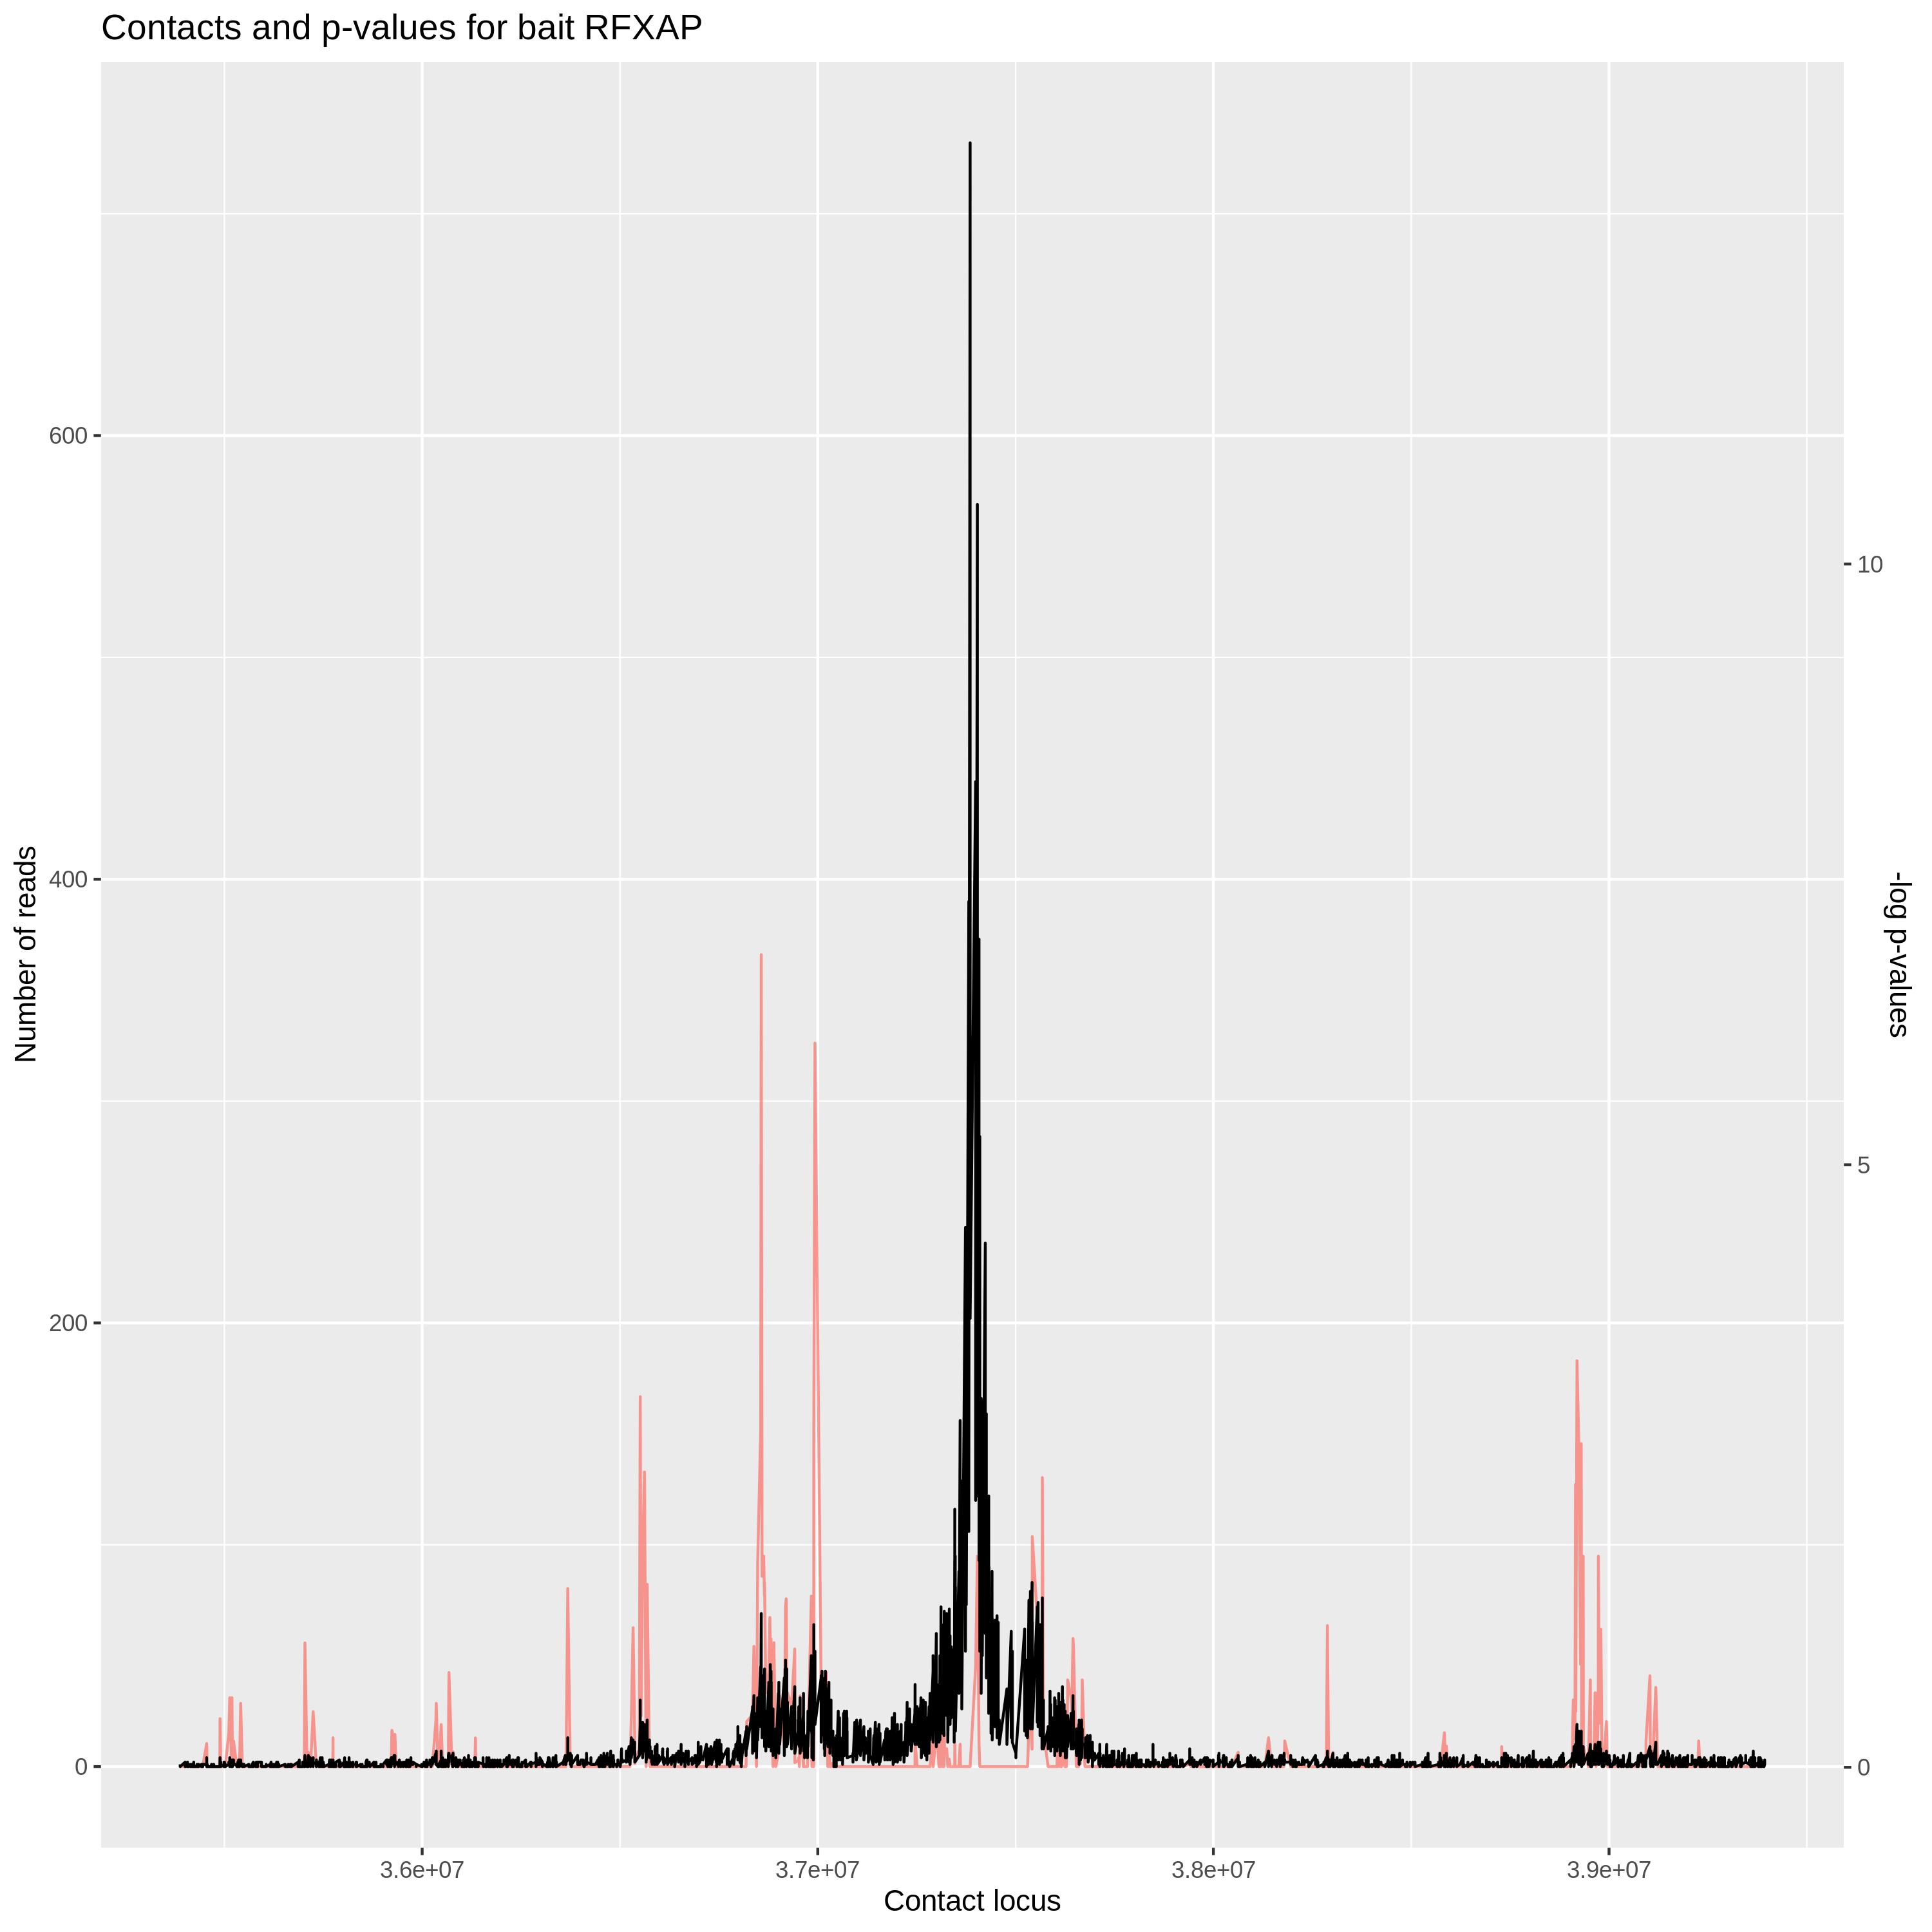 Contacts and p-values for bait RFXAP
Number of reads
600
400
200
0
10
5
0
-log p-values
3.6e+07
3.7e+07
3.8e+07
3.9e+07
Contact locus